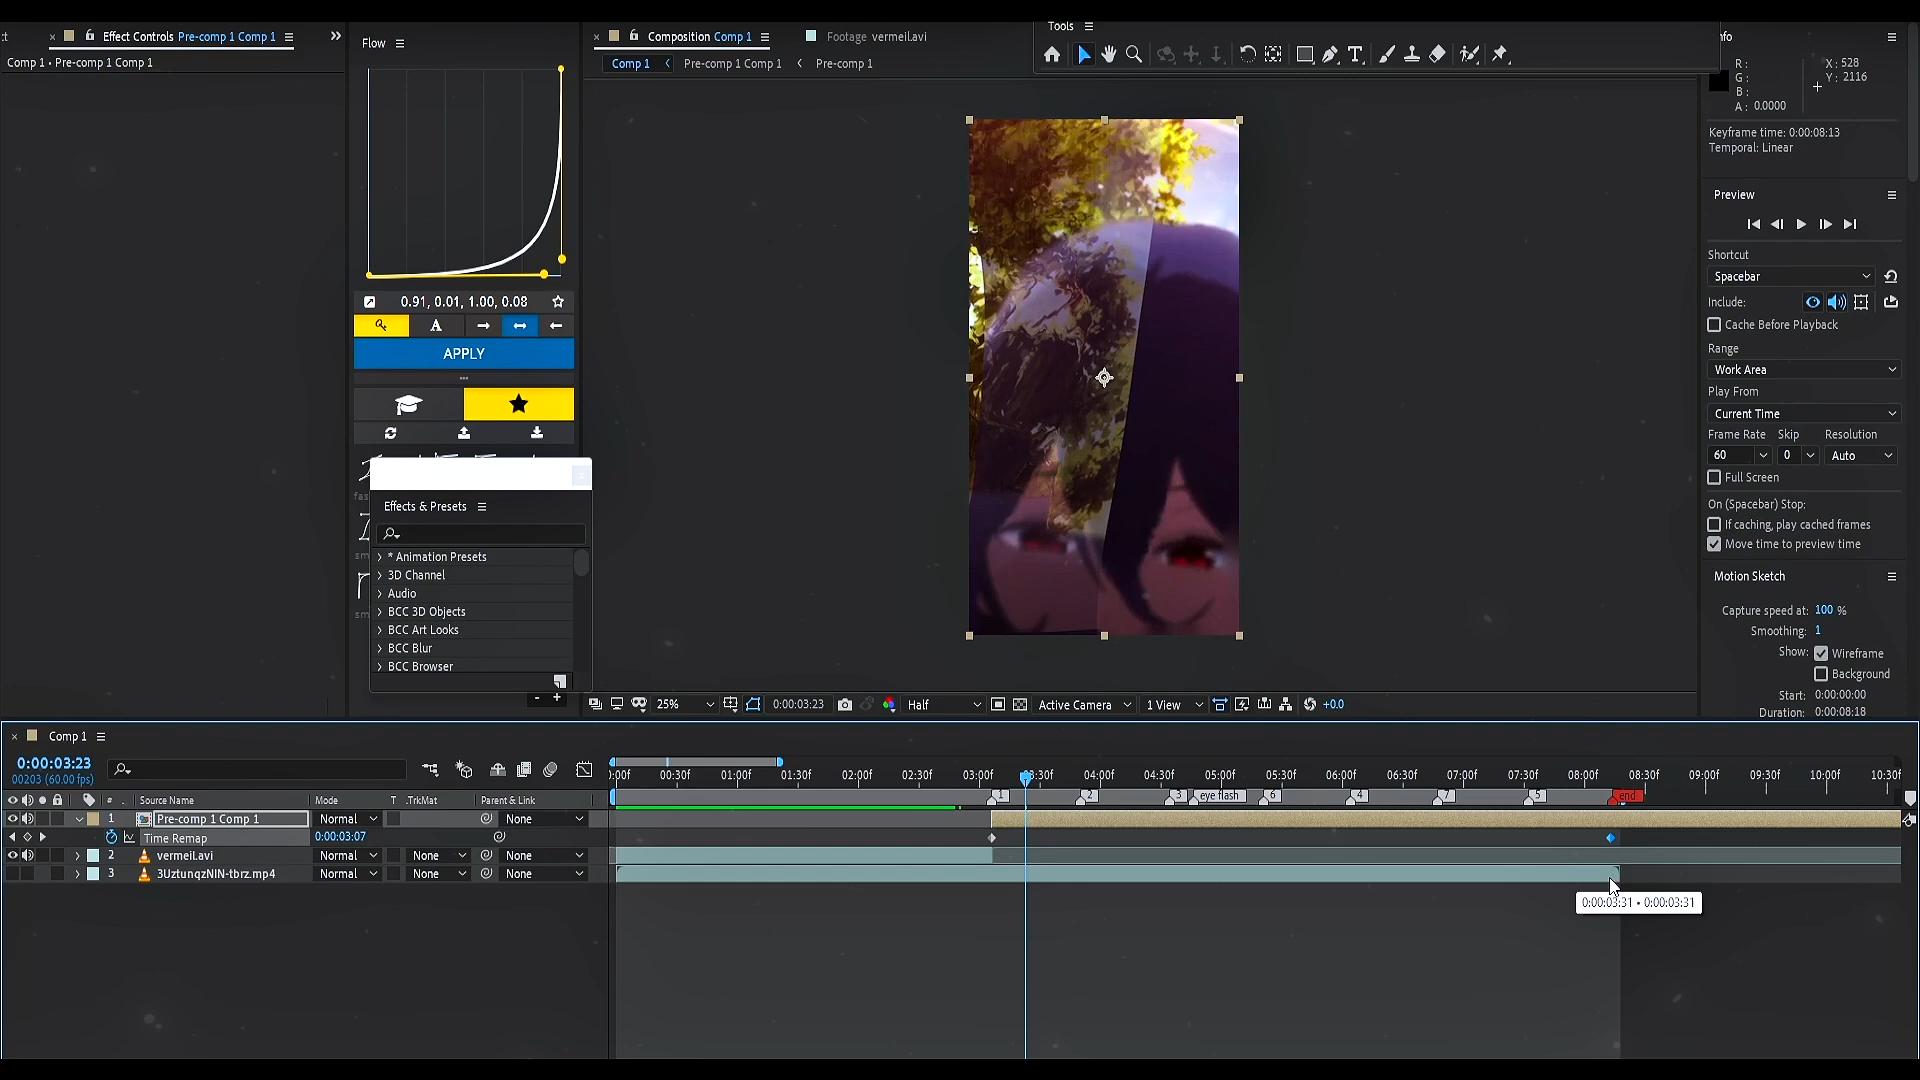 Tools
Effect Controls Pre-comp 1 Comp 1
Comp 1 • Pre-comp 1 Comp 1
Flow
0.91, 0.01, 1.00, 0.08
A
APPLY
Effects & Presets
* Animation Presets
3D Channel
Audio
BCC 3D Objects
BCC Art Looks
BCC Blur
BCC Browser
- +
Composition Comp 1
Footage vermeil.avi
Comp 1 Pre-comp 1 Comp 1 Pre-comp 1
25%
0:00:03:23
Half
Active Camera
1 View
+0.0
nfo
R :
G :
B :
A : 0.0000
X : 528
Y : 2116
Keyframe time: 0:00:08:13
Temporal: Linear
Preview
Shortcut
Spacebar
Include:
Cache Before Playback
Range
Work Area
Play From
Current Time
Frame Rate Skip Resolution
60 0 Auto
Full Screen
On (Spacebar) Stop:
If caching, play cached frames
Move time to preview time
Motion Sketch
Capture speed at: 100 %
Smoothing: 1
Show: Wireframe
Background
Start: 0:00:00:00
Duration: 0:00:08:18
Comp 1
0:00:03:23
00203 (60.00 fps)
:00f 00:30f 01:00f 01:30f 02:00f 02:30f 03:00f 03:30f 04:00f 04:30f 05:00f 05:30f 06:00f 06:30f 07:00f 07:30f 08:00f 08:30f 09:00f 09:30f 10:00f 10:30f
1 2 3 eye flash 6 4 7 5 end
# Source Name Mode T .TrkMat Parent & Link
1 Pre-comp 1 Comp 1 Normal None
Time Remap 0:00:03:07
2 vermeil.avi Normal None None
3 3UztunqzNIN-tbrz.mp4 Normal None None
0:00:03:31 • 0:00:03:31